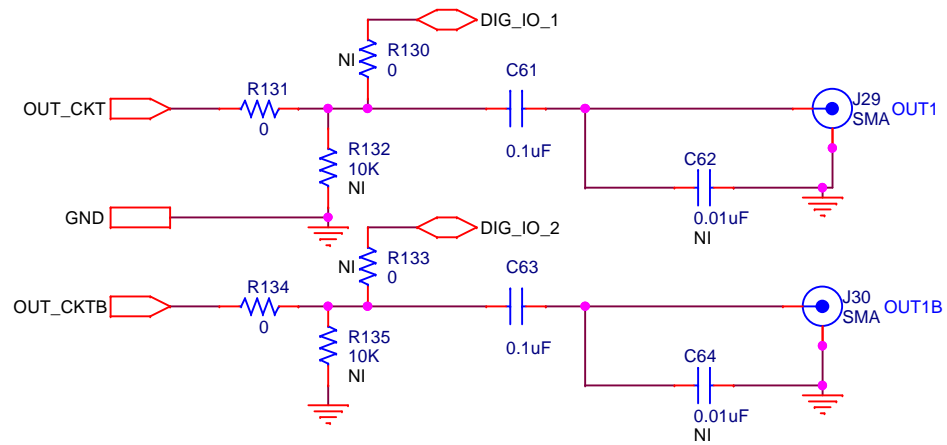 DIG_IO_1
NI
R130
0
C61
R131
OUT_CKT
0
0.1uF
J29
SMA
OUT1
R132
10K
NI
C62
0.01uF
NI
GND
DIG_IO_2
NI
R133
0
C63
R134
OUT_CKTB
0
0.1uF
J30
SMA
OUT1B
R135
10K
NI
C64
0.01uF
NI